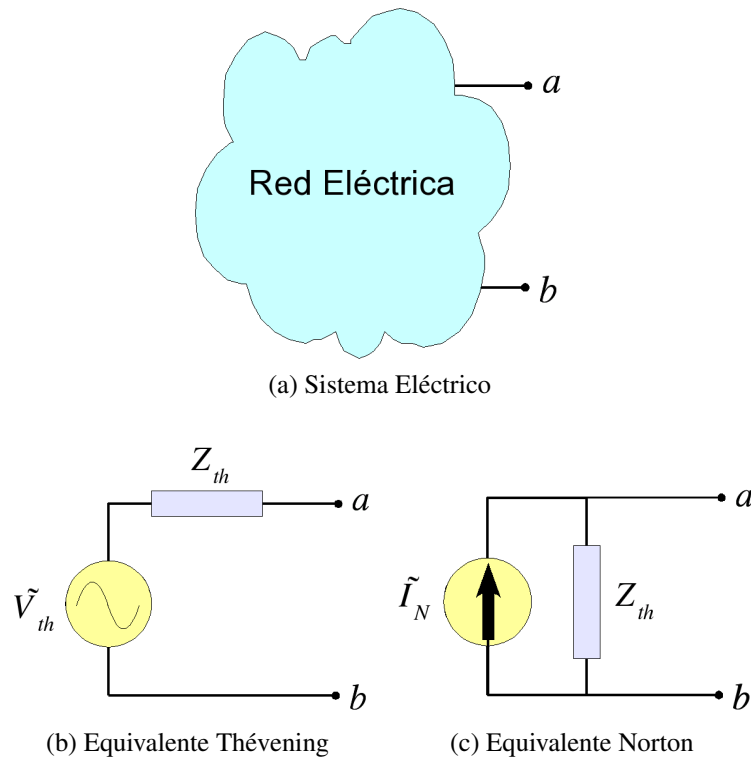 a
Red Eléctrica
b
(a) Sistema Eléctrico
Z_th
a
Ṽ_th
b
(b) Equivalente Thévening
a
Ĩ_N
Z_th
b
(c) Equivalente Norton